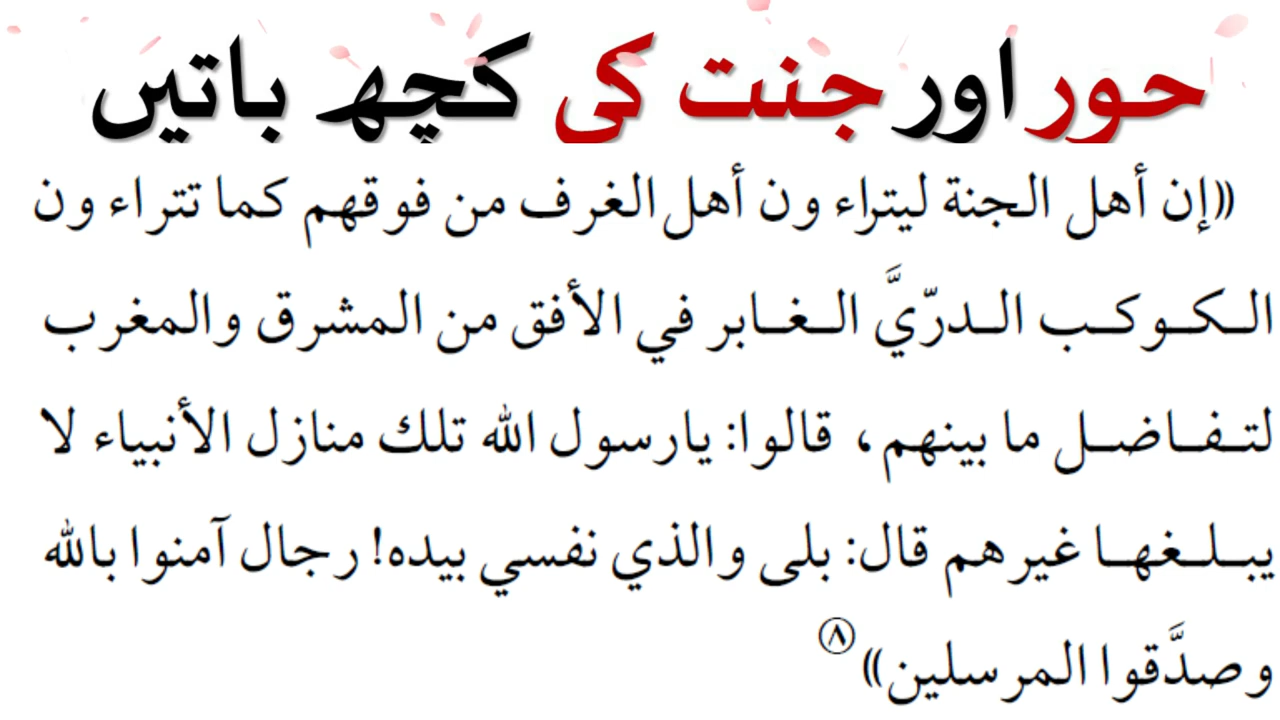 حور اور جنت کی کچھ باتیں
((إن أهل الجنة ليتراء ون أهل الغرف من فوقهم كما تتراء ون
الكوكب الدرّيَّ الغابر في الأفق من المشرق والمغرب
لتفاضل ما بينهم، قالوا: يارسول الله تلك منازل الأنبياء لا
يبلغها غيرهم قال: بلى والذي نفسي بيده! رجال آمنوا بالله
وصدَّقوا المرسلين)) ⑧